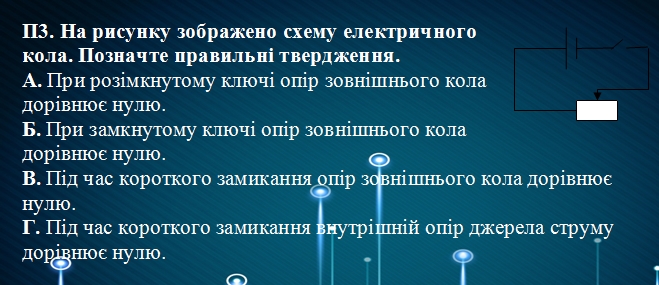 П3. На рисунку зображено схему електричного
кола. Позначте правильні твердження.
А. При розімкнутому ключі опір зовнішнього кола
дорівнює нулю.
Б. При замкнутому ключі опір зовнішнього кола
дорівнює нулю.
В. Під час короткого замикання опір зовнішнього кола дорівнює
нулю.
Г. Під час короткого замикання внутрішній опір джерела струму
дорівнює нулю.